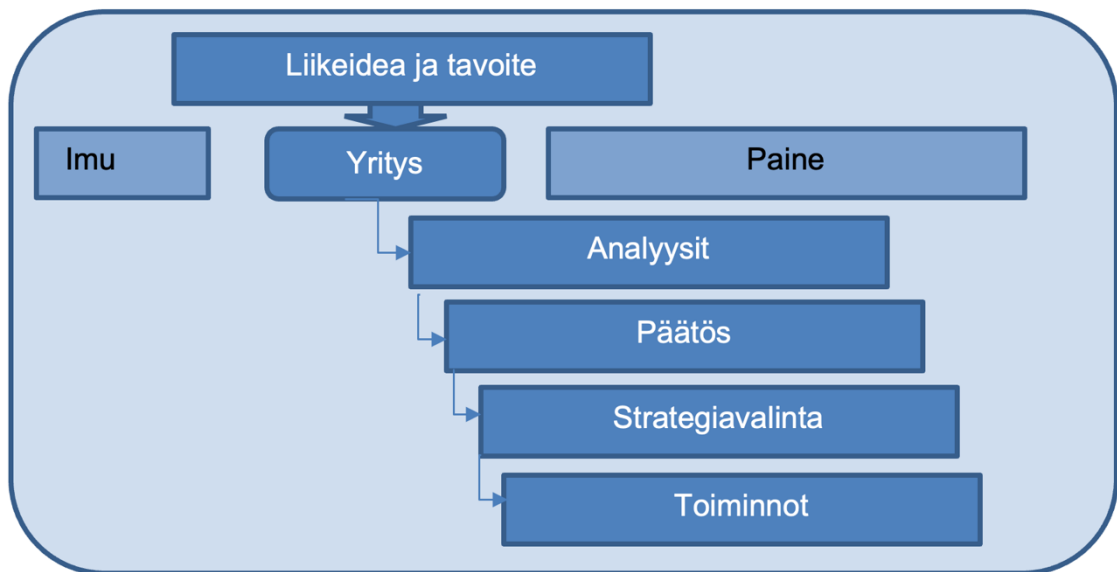 Liikeidea ja tavoite
Imu
Yritys
Paine
Analyysit
Päätös
Strategiavalinta
Toiminnot